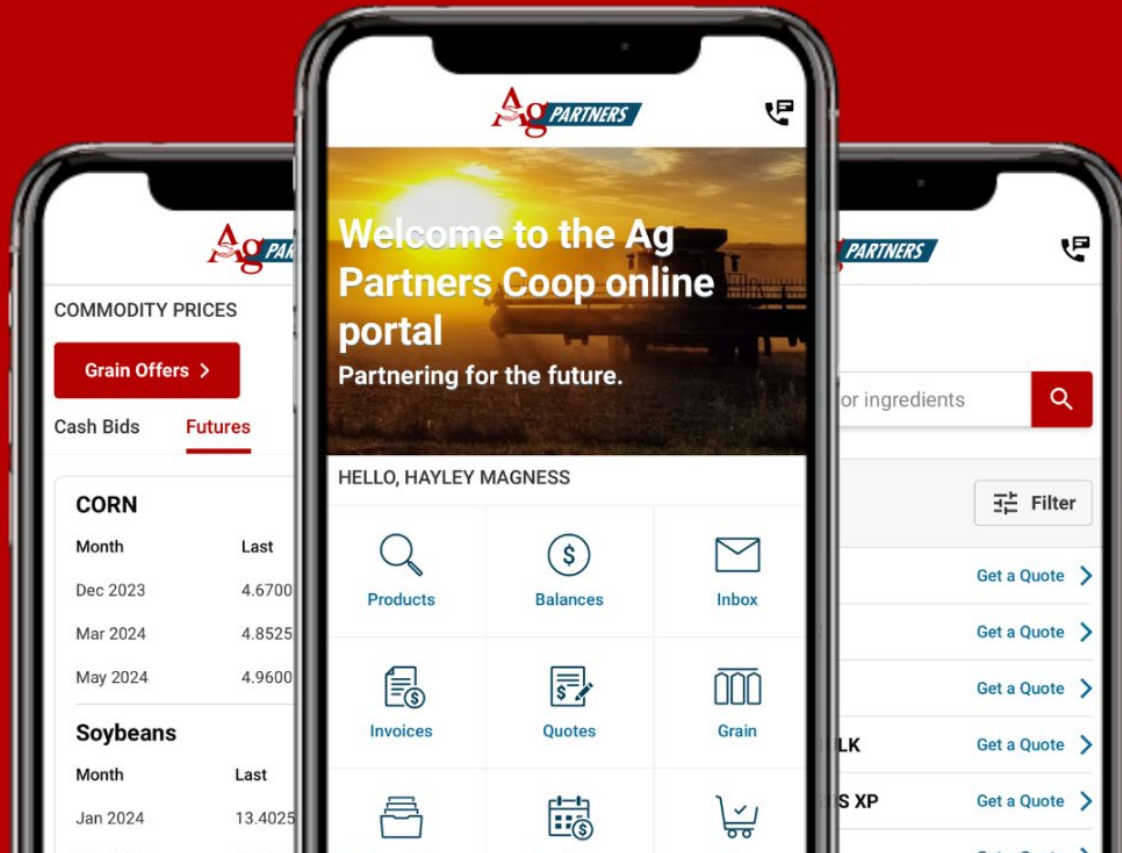 Ag PARTNERS
COMMODITY PRICES
Grain Offers
Cash Bids Futures
CORN
Month Last
Dec 2023 4.6700
Mar 2024 4.8525
May 2024 4.9600
Soybeans
Month Last
Jan 2024 13.4025
Ag PARTNERS
Welcome to the Ag
Partners Coop online
portal
Partnering for the future.
HELLO, HAYLEY MAGNESS
Products Balances Inbox
Invoices Quotes Grain
PARTNERS
or ingredients
Filter
Get a Quote
Get a Quote
Get a Quote
LK Get a Quote
S XP Get a Quote